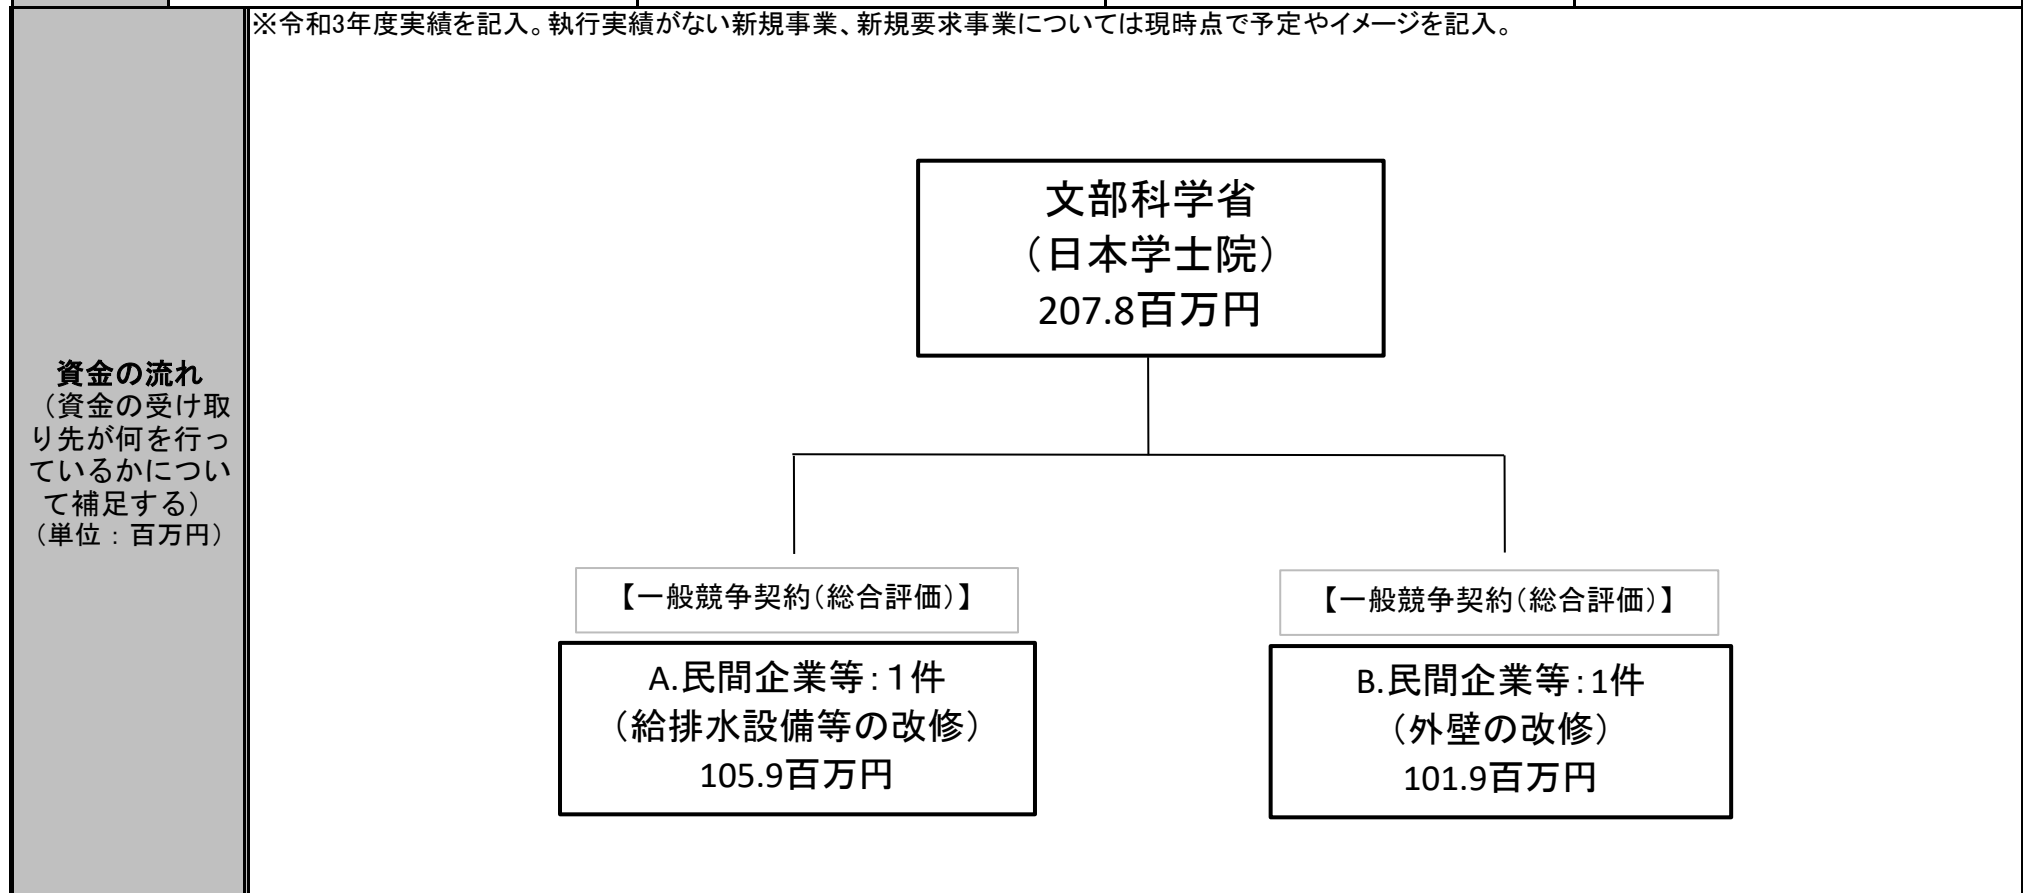 ※令和3年度実績を記入。執行実績がない新規事業、新規要求事業については現時点で予定やイメージを記入。
資金の流れ
（資金の受け取
り先が何を行っ
ているかについ
て補足する）
（単位：百万円）
文部科学省
（日本学士院）
207.8百万円
【一般競争契約（総合評価）】
A.民間企業等：１件
（給排水設備等の改修）
105.9百万円
【一般競争契約（総合評価）】
B.民間企業等：1件
（外壁の改修）
101.9百万円